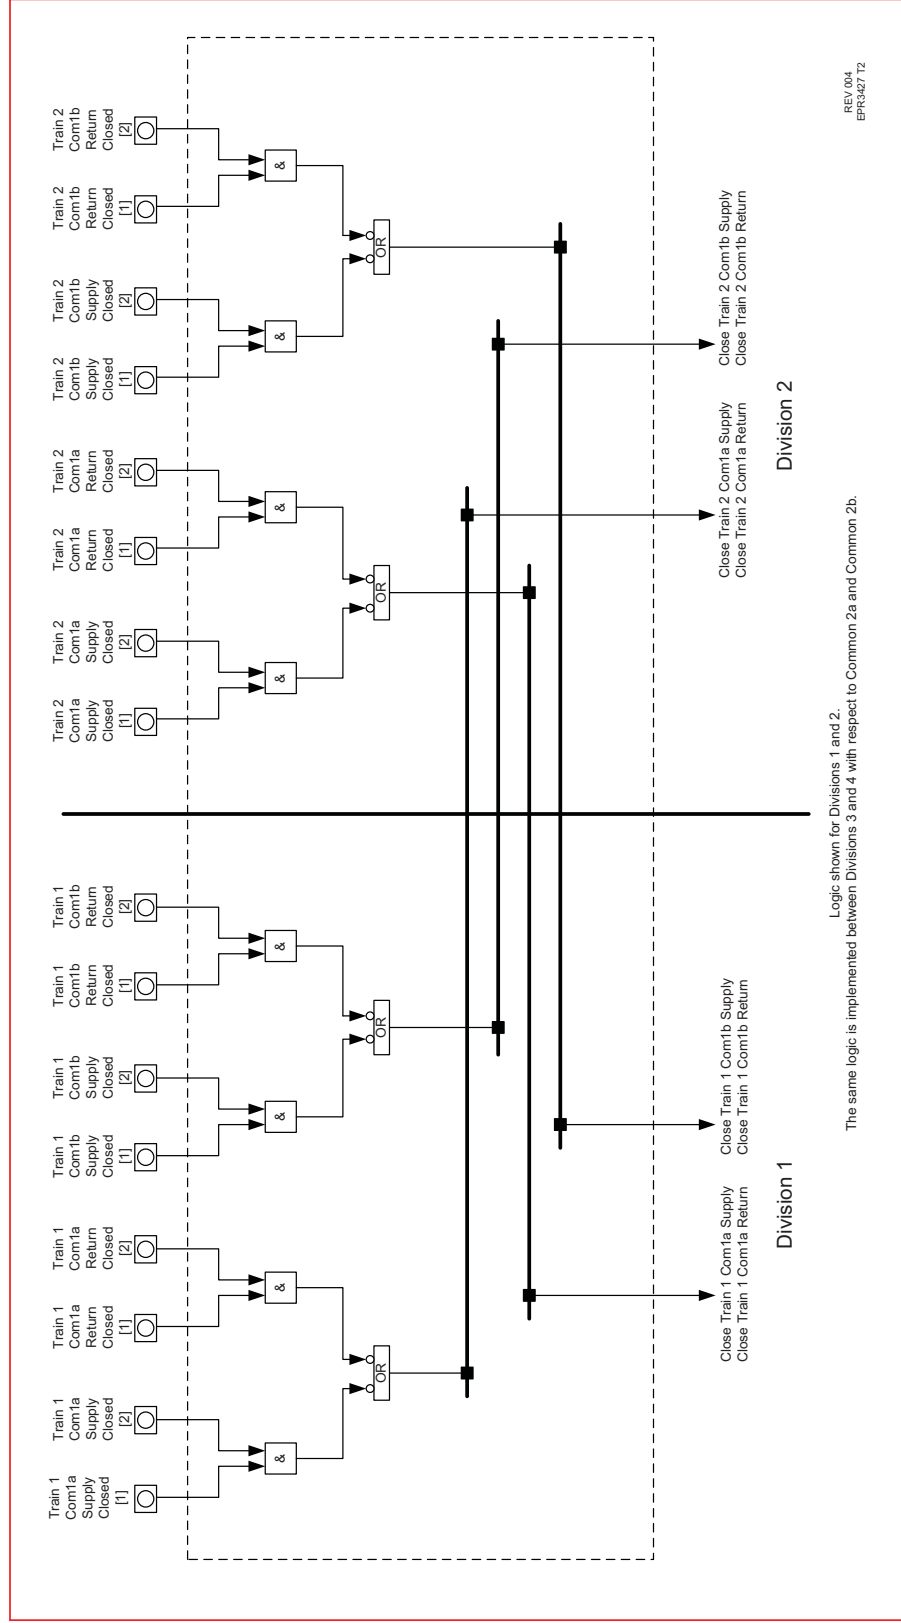 Train 1
Com1a
Supply
Closed
[1]
Train 1
Com1a
Supply
Closed
[2]
Train 1
Com1a
Return
Closed
[1]
Train 1
Com1a
Return
Closed
[2]
Train 1
Com1b
Supply
Closed
[1]
Train 1
Com1b
Supply
Closed
[2]
Train 1
Com1b
Return
Closed
[1]
Train 1
Com1b
Return
Closed
[2]
Train 2
Com1a
Supply
Closed
[1]
Train 2
Com1a
Supply
Closed
[2]
Train 2
Com1a
Return
Closed
[1]
Train 2
Com1a
Return
Closed
[2]
Train 2
Com1b
Supply
Closed
[1]
Train 2
Com1b
Supply
Closed
[2]
Train 2
Com1b
Return
Closed
[1]
Train 2
Com1b
Return
Closed
[2]
&
&
&
&
&
&
&
&
OR
OR
OR
OR
Close Train 1 Com1a Supply
Close Train 1 Com1a Return
Close Train 1 Com1b Supply
Close Train 1 Com1b Return
Close Train 2 Com1a Supply
Close Train 2 Com1a Return
Close Train 2 Com1b Supply
Close Train 2 Com1b Return
Division 1
Division 2
Logic shown for Divisions 1 and 2.
The same logic is implemented between Divisions 3 and 4 with respect to Common 2a and Common 2b.
REV 004
EPR3427 T2